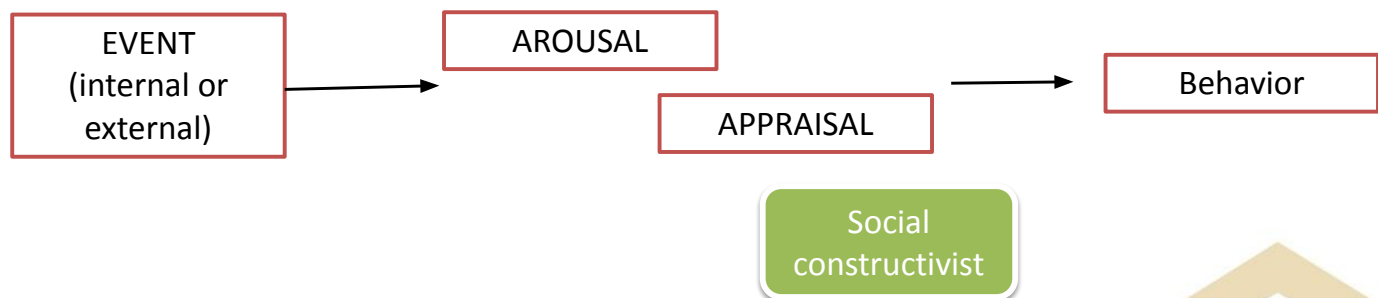 EVENT
(internal or
external)
AROUSAL
APPRAISAL
Behavior
Social
constructivist